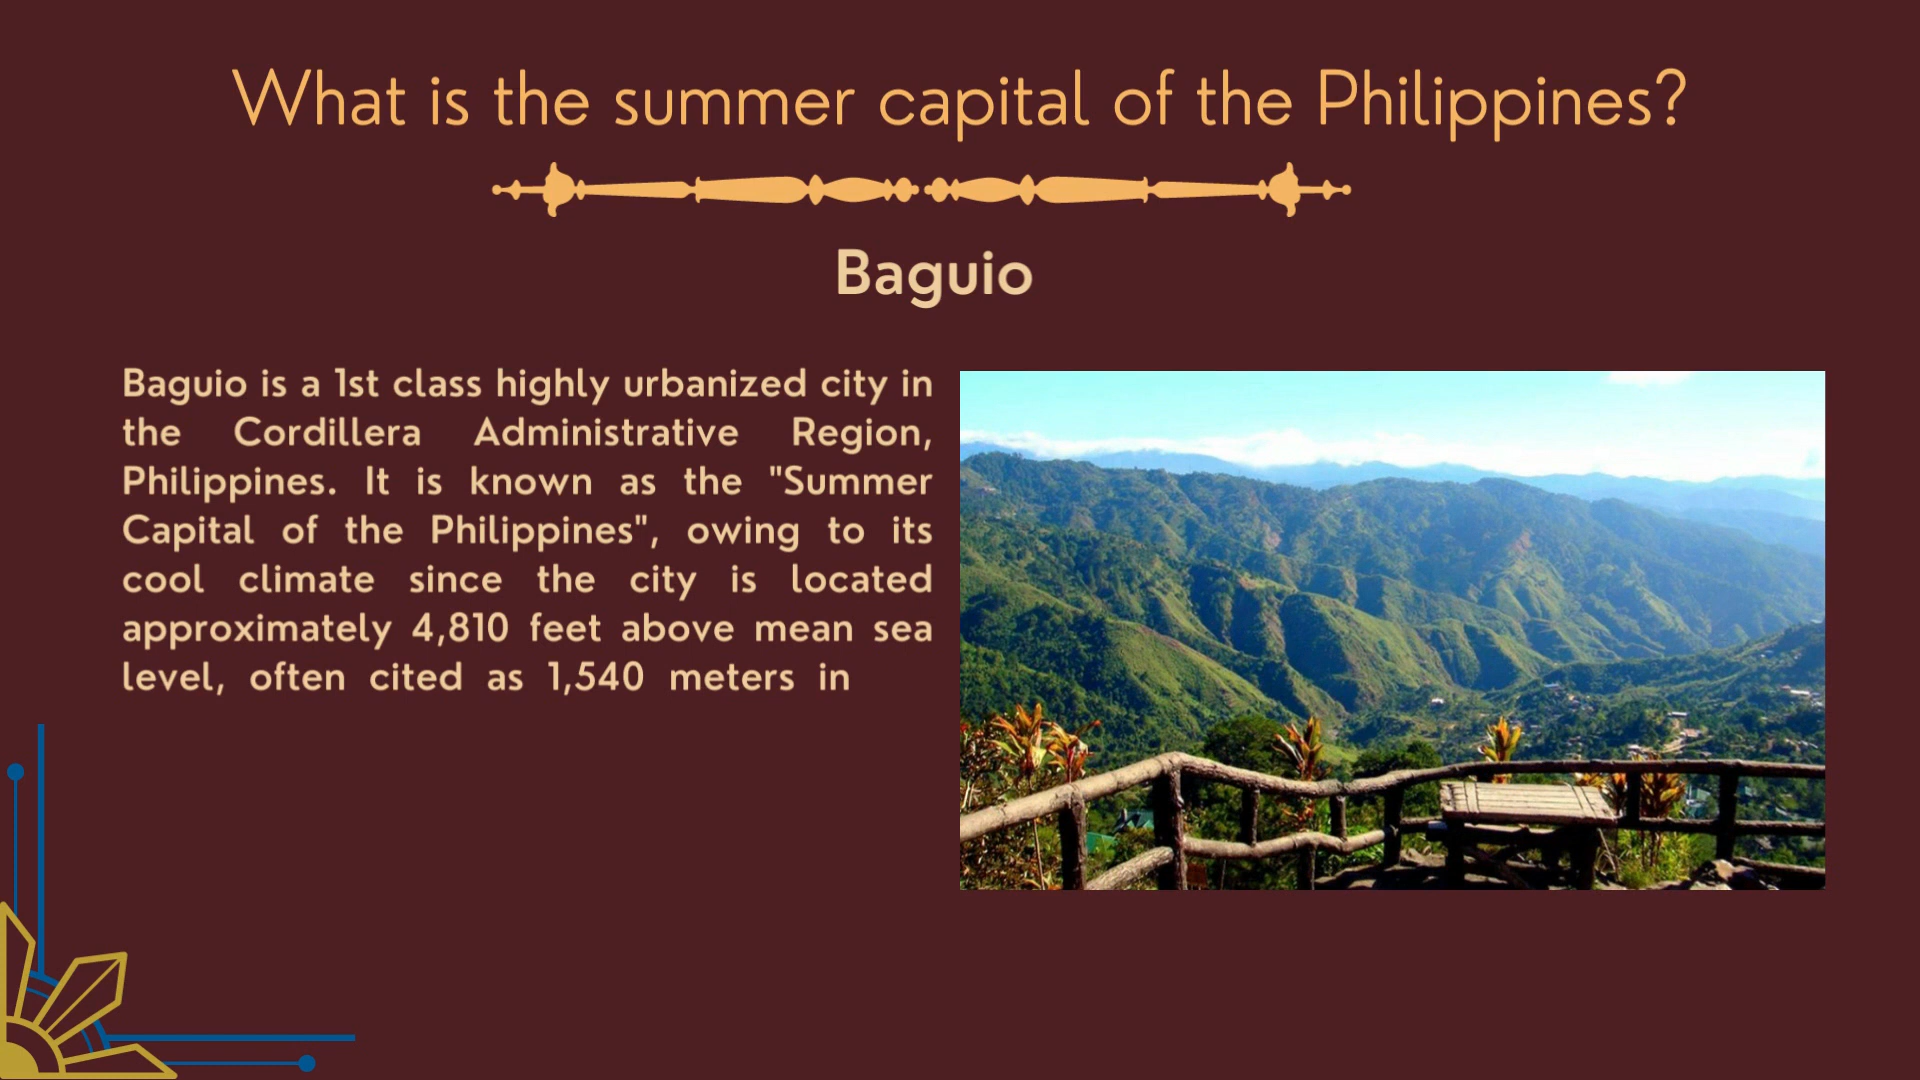 What is the summer capital of the Philippines?
Baguio
Baguio is a 1st class highly urbanized city in
the Cordillera Administrative Region,
Philippines. It is known as the "Summer
Capital of the Philippines", owing to its
cool climate since the city is located
approximately 4,810 feet above mean sea
level, often cited as 1,540 meters in